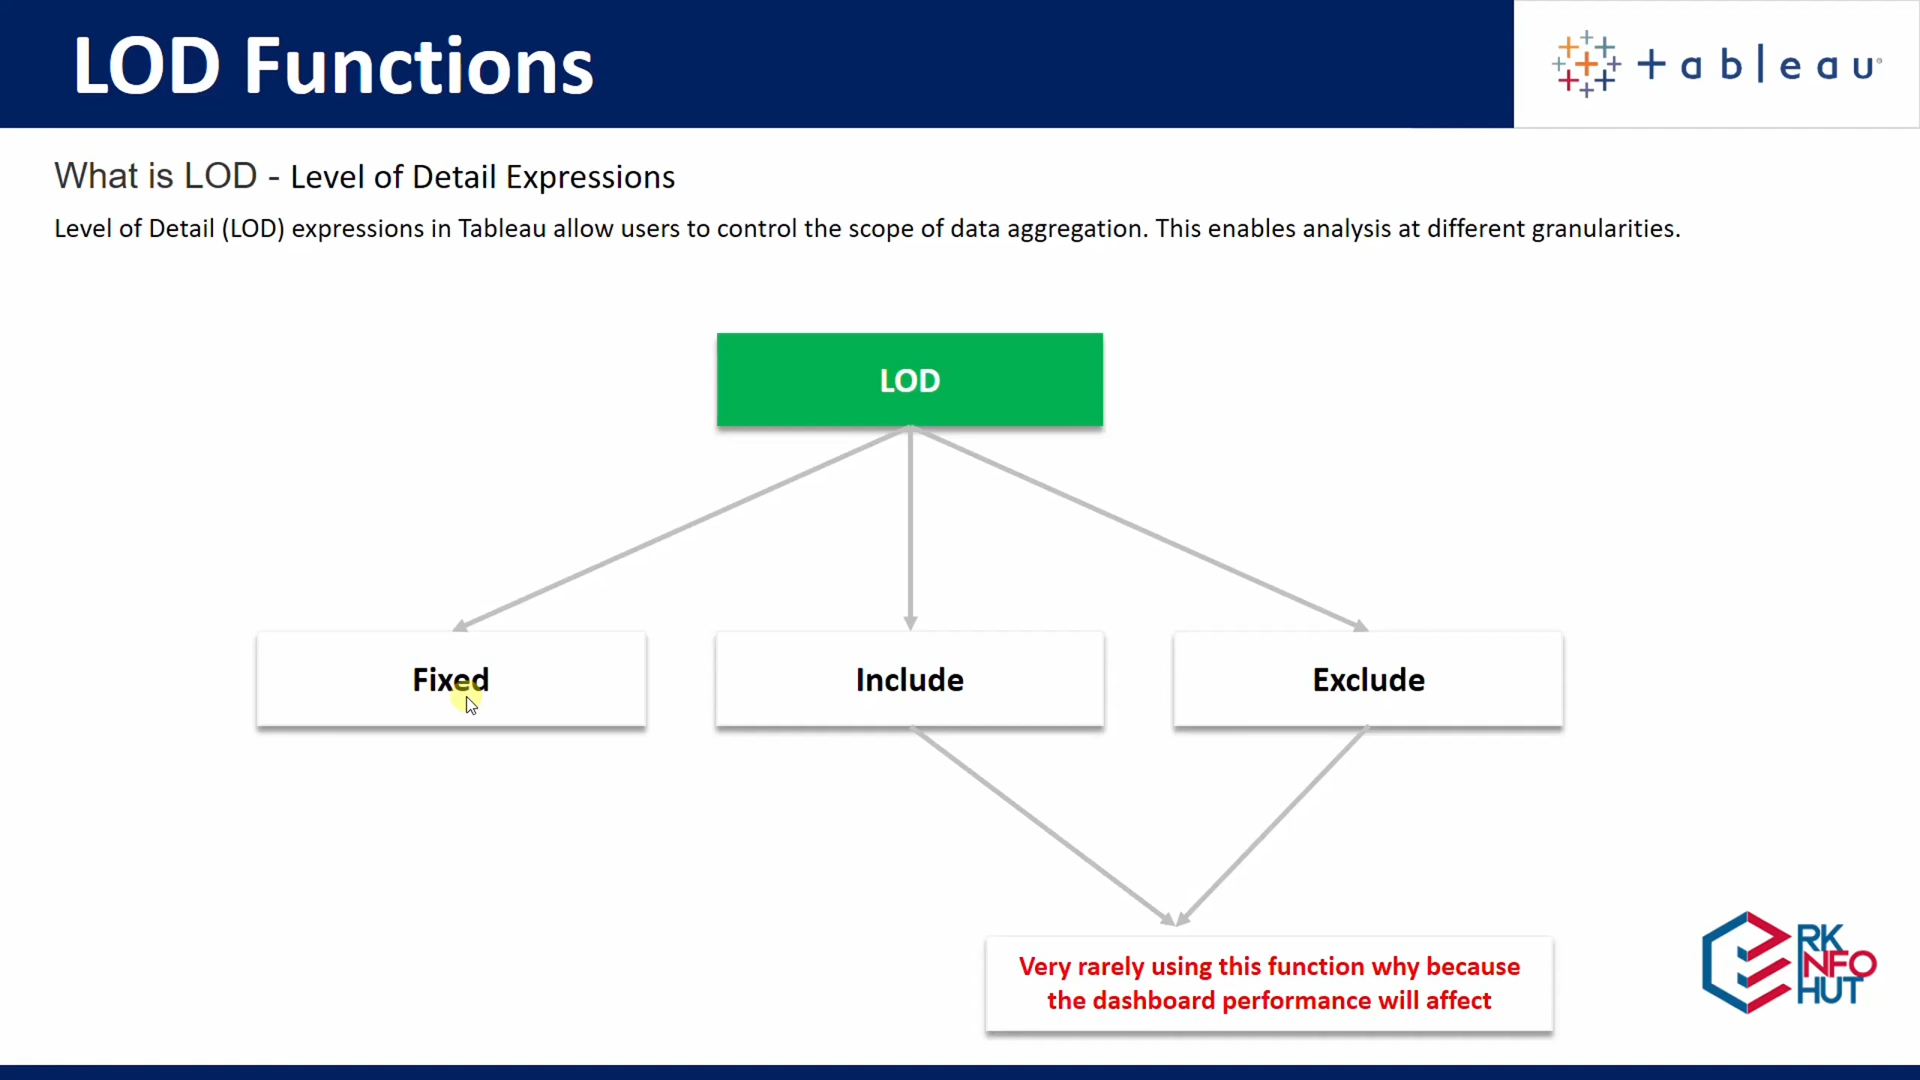 LOD Functions
+ a b l e a u
What is LOD - Level of Detail Expressions
Level of Detail (LOD) expressions in Tableau allow users to control the scope of data aggregation. This enables analysis at different granularities.
LOD
Fixed
Include
Exclude
Very rarely using this function why because
the dashboard performance will affect
RK
INFO
HUT